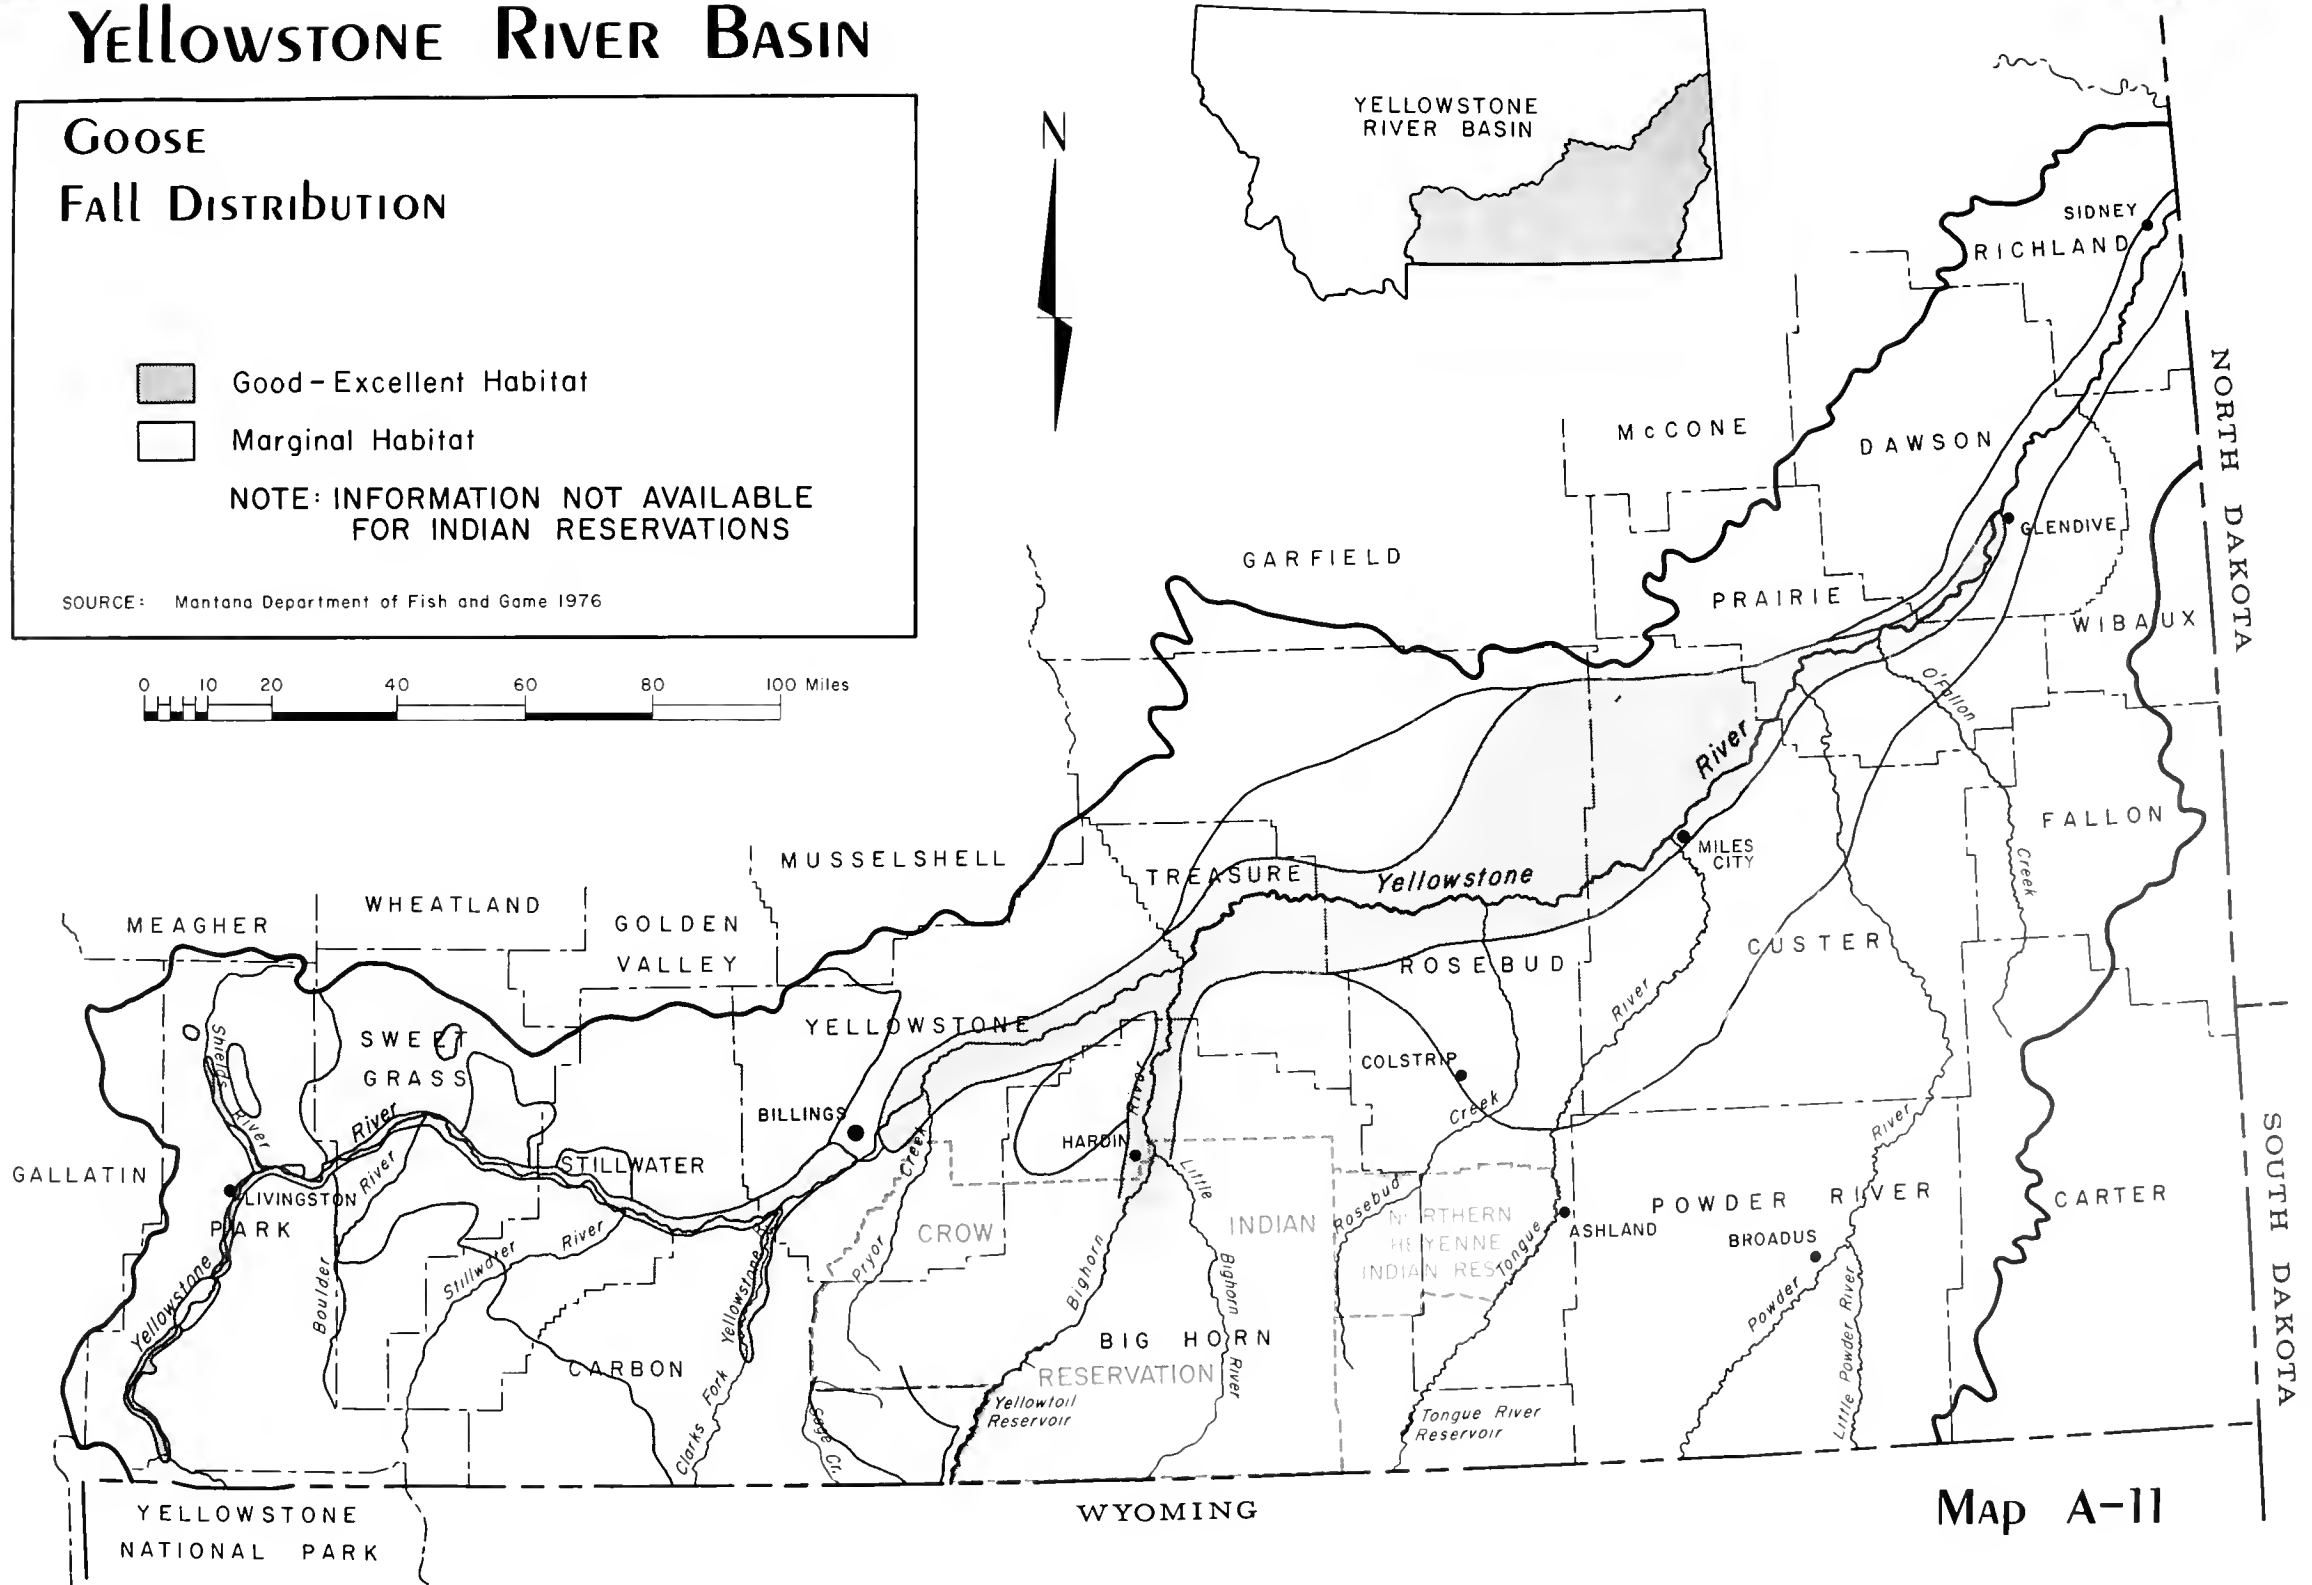 YEllOWSTONE RIVER BASIN
GOOSE
FAll DISTRIbUTION
Good-Excellent Habitat
Marginal Habitat
NOTE: INFORMATION NOT AVAILABLE
FOR INDIAN RESERVATIONS
SOURCE: Montana Department of Fish and Game 1976
0 10 20 40 60 80 100 Miles
N
YELLOWSTONE
RIVER BASIN
SIDNEY
RICHLAND
NORTH DAKOTA
McCONE
DAWSON
GLENDIVE
GARFIELD
PRAIRIE
WIBAUX
O'Fallon
Creek
River
MILES
CITY
FALLON
MUSSELSHELL
TREASURE
Yellowstone
WHEATLAND
MEAGHER
GOLDEN
VALLEY
CUSTER
ROSEBUD
River
Shields
River
SWEET
GRASS
YELLOWSTONE
COLSTRIP
Creek
River
BILLINGS
River
HARDIN
River
River
STILLWATER
GALLATIN
LIVINGSTON
PARK
Creek
Little
Rosebud
NORTHERN
CHEYENNE
INDIAN RES
Tongue
ASHLAND
POWDER RIVER
BROADUS
CARTER
SOUTH DAKOTA
CROW
INDIAN
Yellowstone
Boulder
Stillwater
River
Yellowstone
Pryor
Bighorn
Bighorn
River
Powder
Little Powder River
CARBON
BIG HORN
RESERVATION
Clarks Fork
Sage Cr.
Yellowtail
Reservoir
Tongue River
Reservoir
YELLOWSTONE
NATIONAL PARK
WYOMING
MAp A-11